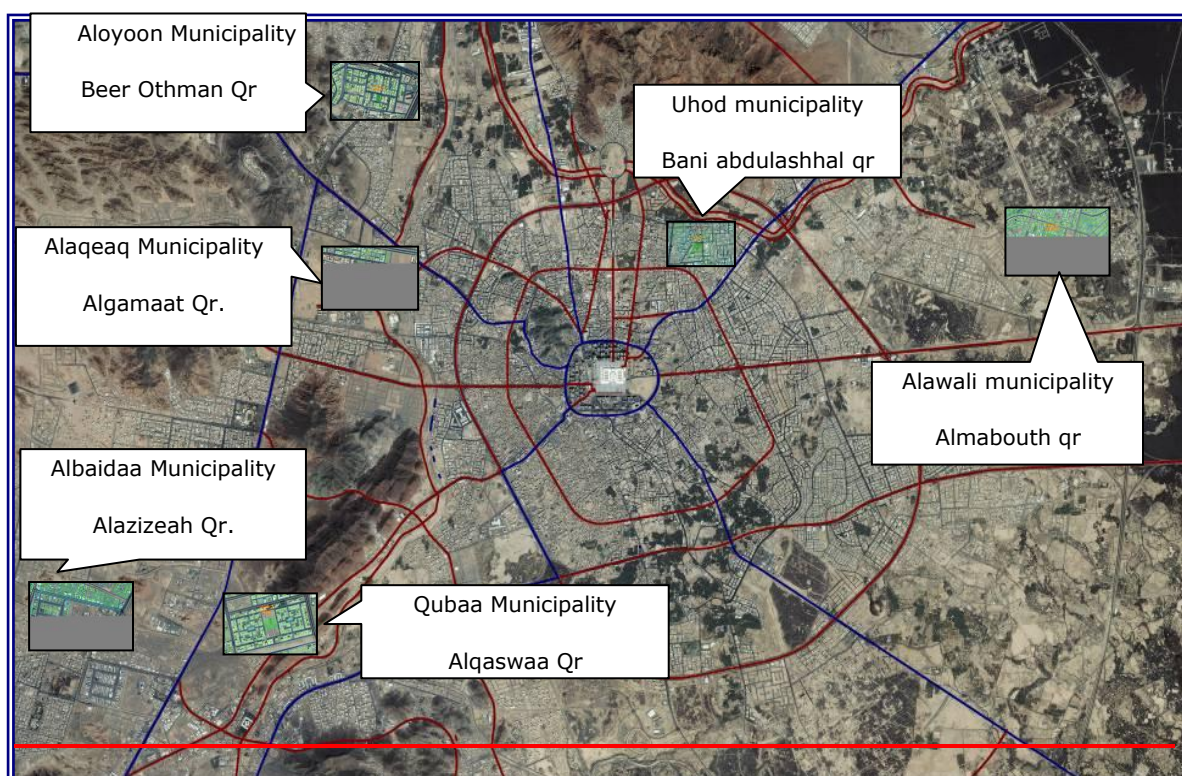 Aloyoon Municipality
Beer Othman Qr
Uhod municipality
Bani abdulashhal qr
Alaqeaq Municipality
Algamaat Qr.
Alawali municipality
Almabouth qr
Albaidaa Municipality
Alazizeah Qr.
Qubaa Municipality
Alqaswaa Qr